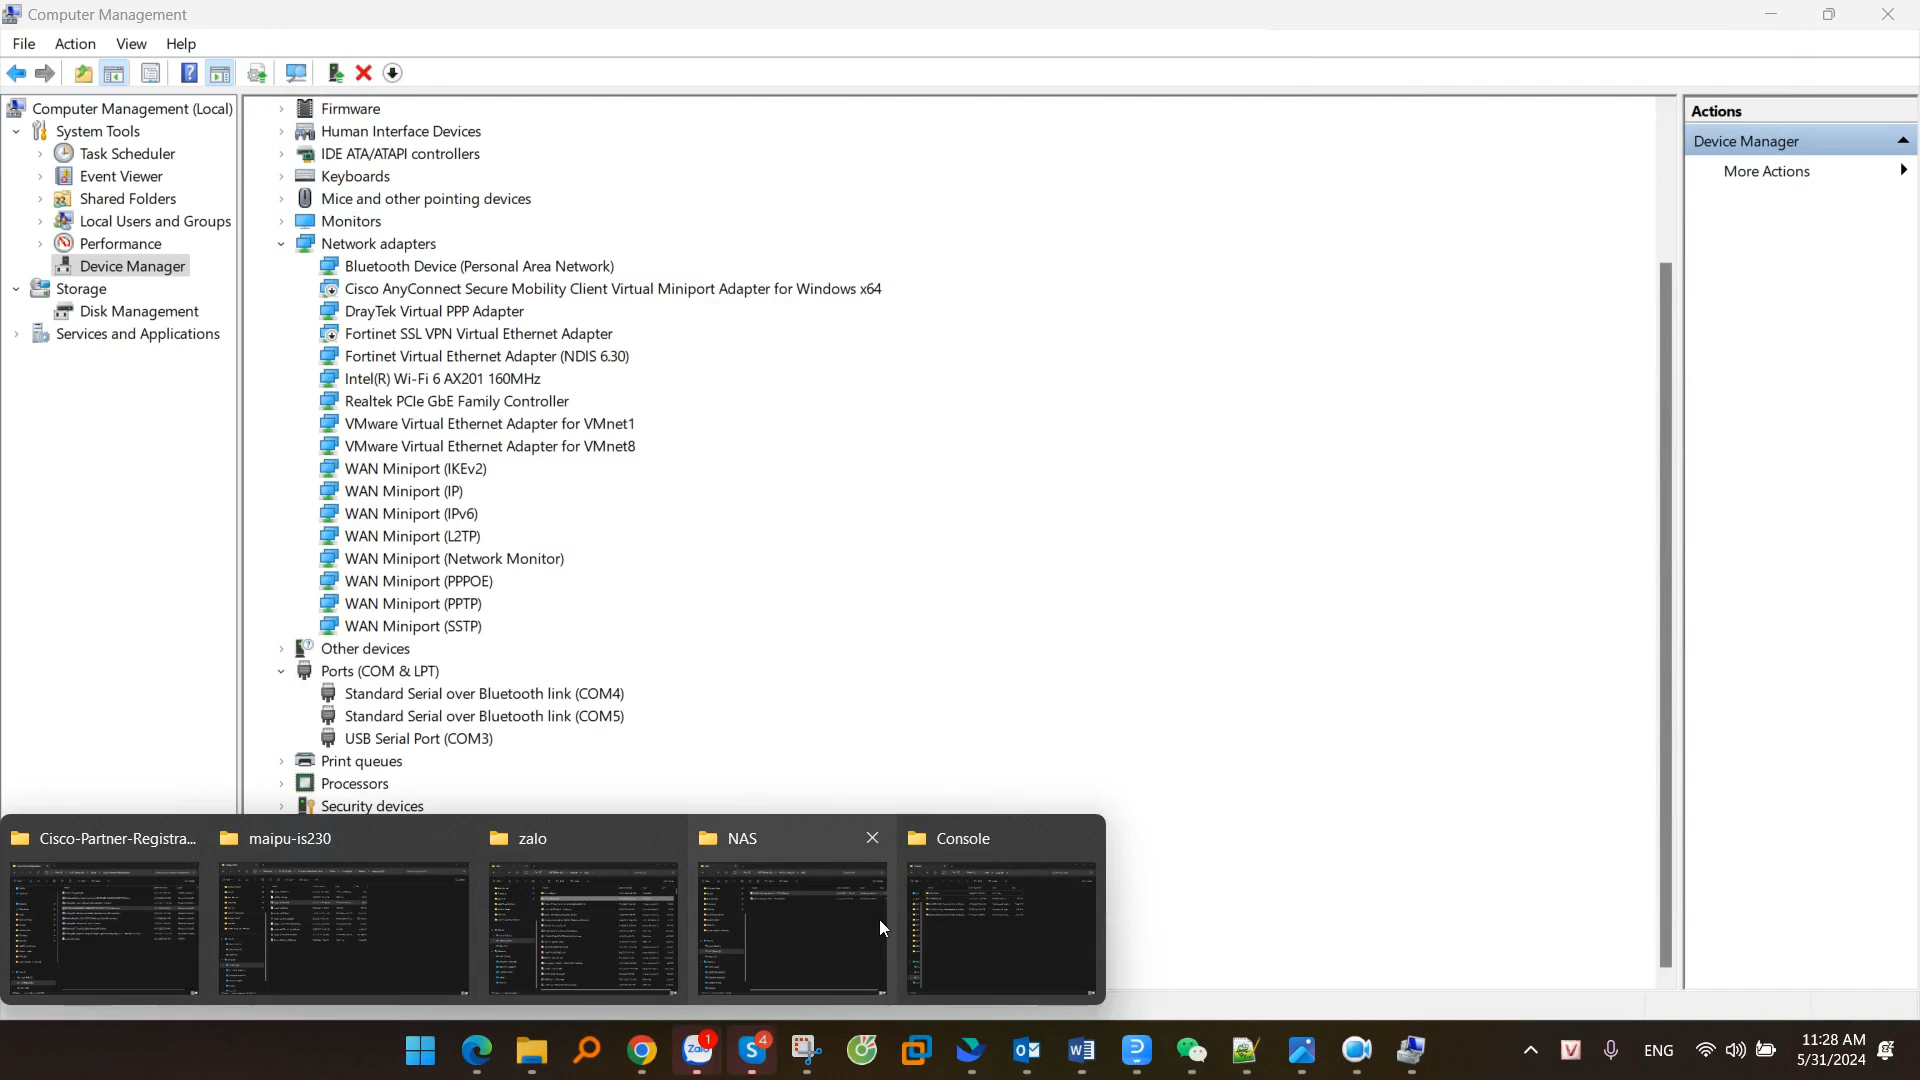 Computer Management
File Action View Help
Computer Management (Local)
System Tools
Task Scheduler
Event Viewer
Shared Folders
Local Users and Groups
Performance
Device Manager
Storage
Disk Management
Services and Applications
Firmware
Human Interface Devices
IDE ATA/ATAPI controllers
Keyboards
Mice and other pointing devices
Monitors
Network adapters
Bluetooth Device (Personal Area Network)
Cisco AnyConnect Secure Mobility Client Virtual Miniport Adapter for Windows x64
DrayTek Virtual PPP Adapter
Fortinet SSL VPN Virtual Ethernet Adapter
Fortinet Virtual Ethernet Adapter (NDIS 6.30)
Intel(R) Wi-Fi 6 AX201 160MHz
Realtek PCIe GbE Family Controller
VMware Virtual Ethernet Adapter for VMnet1
VMware Virtual Ethernet Adapter for VMnet8
WAN Miniport (IKEv2)
WAN Miniport (IP)
WAN Miniport (IPv6)
WAN Miniport (L2TP)
WAN Miniport (Network Monitor)
WAN Miniport (PPPOE)
WAN Miniport (PPTP)
WAN Miniport (SSTP)
Other devices
Ports (COM & LPT)
Standard Serial over Bluetooth link (COM4)
Standard Serial over Bluetooth link (COM5)
USB Serial Port (COM3)
Print queues
Processors
Security devices
Actions
Device Manager
More Actions
Cisco-Partner-Registra... maipu-is230 zalo NAS Console
Zalo 1 4
ENG
11:28 AM
5/31/2024